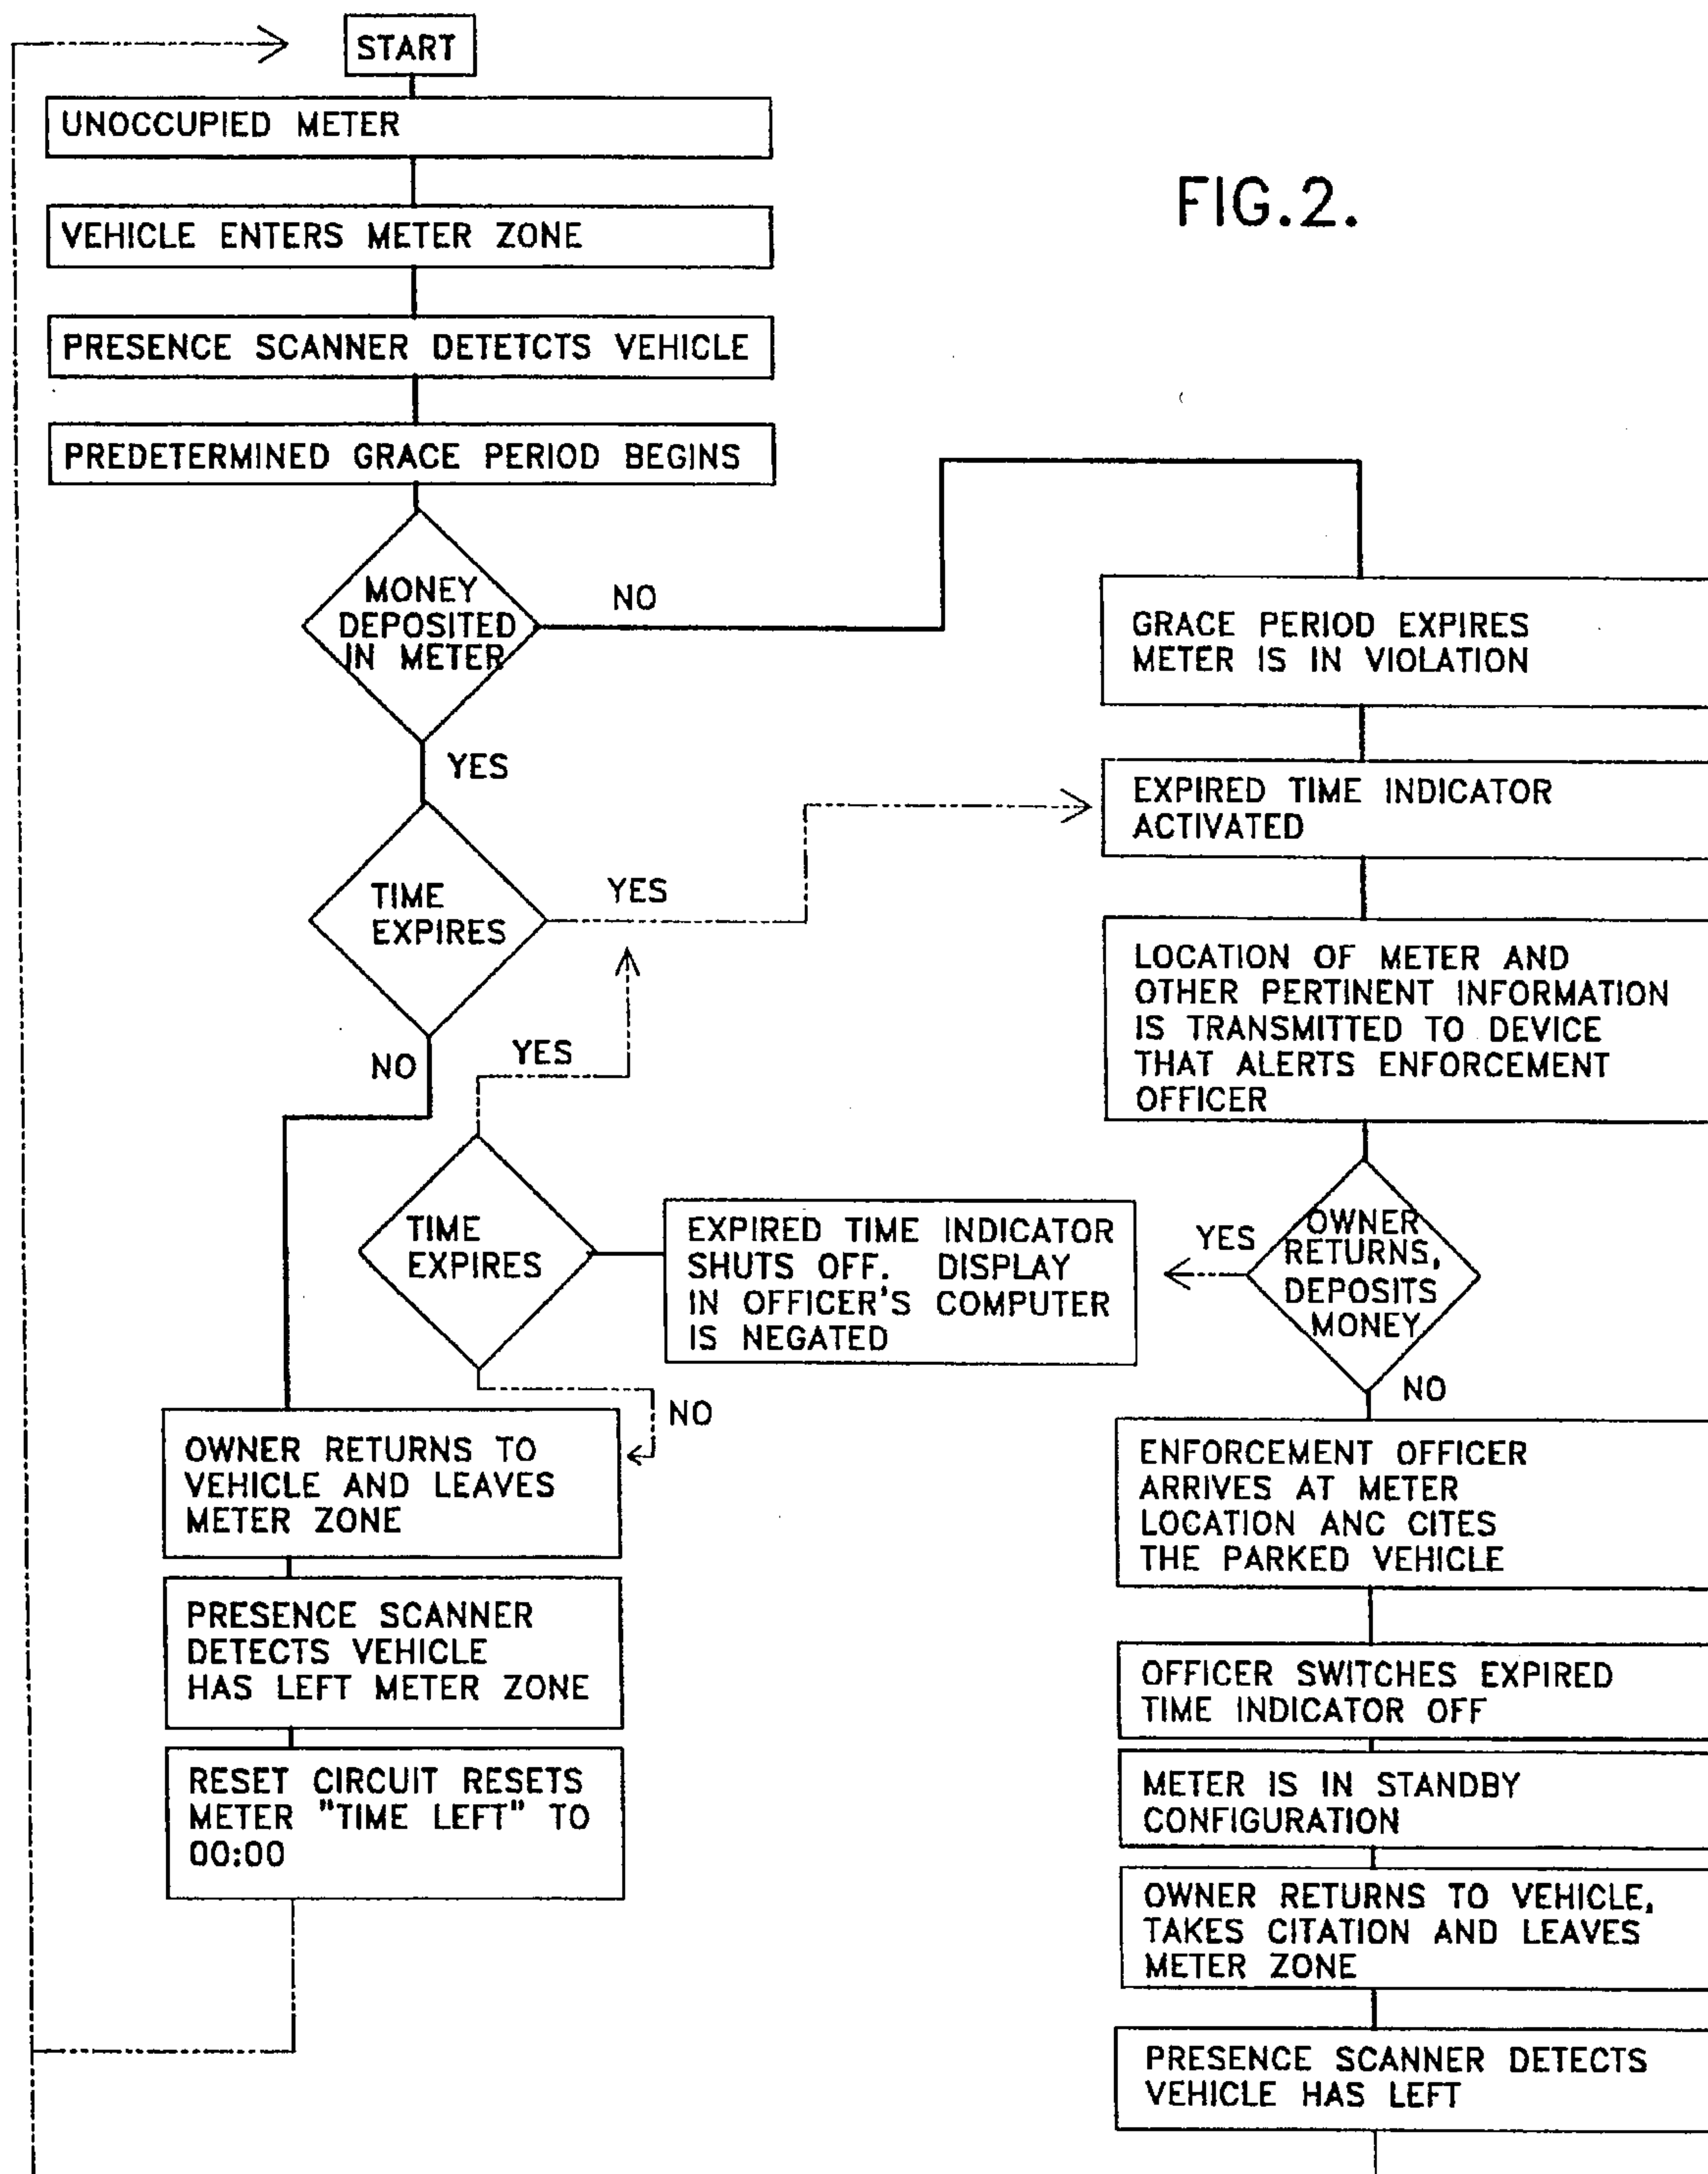 START
UNOCCUPIED METER
VEHICLE ENTERS METER ZONE
PRESENCE SCANNER DETETCTS VEHICLE
PREDETERMINED GRACE PERIOD BEGINS
FIG.2.
MONEY
DEPOSITED
IN METER
NO
YES
TIME
EXPIRES
YES
NO
GRACE PERIOD EXPIRES
METER IS IN VIOLATION
EXPIRED TIME INDICATOR
ACTIVATED
LOCATION OF METER AND
OTHER PERTINENT INFORMATION
IS TRANSMITTED TO DEVICE
THAT ALERTS ENFORCEMENT
OFFICER
OWNER
RETURNS,
DEPOSITS
MONEY
YES
NO
EXPIRED TIME INDICATOR
SHUTS OFF. DISPLAY
IN OFFICER'S COMPUTER
IS NEGATED
TIME
EXPIRES
YES
NO
OWNER RETURNS TO
VEHICLE AND LEAVES
METER ZONE
PRESENCE SCANNER
DETECTS VEHICLE
HAS LEFT METER ZONE
RESET CIRCUIT RESETS
METER "TIME LEFT" TO
00:00
ENFORCEMENT OFFICER
ARRIVES AT METER
LOCATION ANC CITES
THE PARKED VEHICLE
OFFICER SWITCHES EXPIRED
TIME INDICATOR OFF
METER IS IN STANDBY
CONFIGURATION
OWNER RETURNS TO VEHICLE,
TAKES CITATION AND LEAVES
METER ZONE
PRESENCE SCANNER DETECTS
VEHICLE HAS LEFT